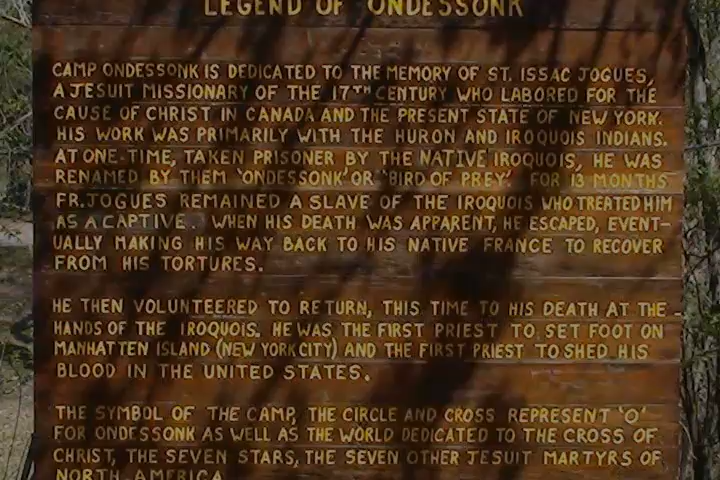 LEGEND OF ONDESSONK
CAMP ONDESSONK IS DEDICATED TO THE MEMORY OF ST. ISSAC JOGUES,
A JESUIT MISSIONARY OF THE 17TH CENTURY WHO LABORED FOR THE
CAUSE OF CHRIST IN CANADA AND THE PRESENT STATE OF NEW YORK.
HIS WORK WAS PRIMARILY WITH THE HURON AND IROQUOIS INDIANS.
AT ONE-TIME, TAKEN PRISONER BY THE NATIVE IROQUOIS, HE WAS
RENAMED BY THEM 'ONDESSONK' OR 'BIRD OF PREY'. FOR 13 MONTHS
FR. JOGUES REMAINED A SLAVE OF THE IROQUOIS WHO TREATED HIM
AS A CAPTIVE. WHEN HIS DEATH WAS APPARENT, HE ESCAPED, EVENT-
UALLY MAKING HIS WAY BACK TO HIS NATIVE FRANCE TO RECOVER
FROM HIS TORTURES.
HE THEN VOLUNTEERED TO RETURN, THIS TIME TO HIS DEATH AT THE
HANDS OF THE IROQUOIS. HE WAS THE FIRST PRIEST TO SET FOOT ON
MANHATTEN ISLAND (NEW YORK CITY) AND THE FIRST PRIEST TO SHED HIS
BLOOD IN THE UNITED STATES.
THE SYMBOL OF THE CAMP, THE CIRCLE AND CROSS REPRESENT 'O'
FOR ONDESSONK AS WELL AS THE WORLD DEDICATED TO THE CROSS OF
CHRIST, THE SEVEN STARS, THE SEVEN OTHER JESUIT MARTYRS OF
NORTH AMERICA